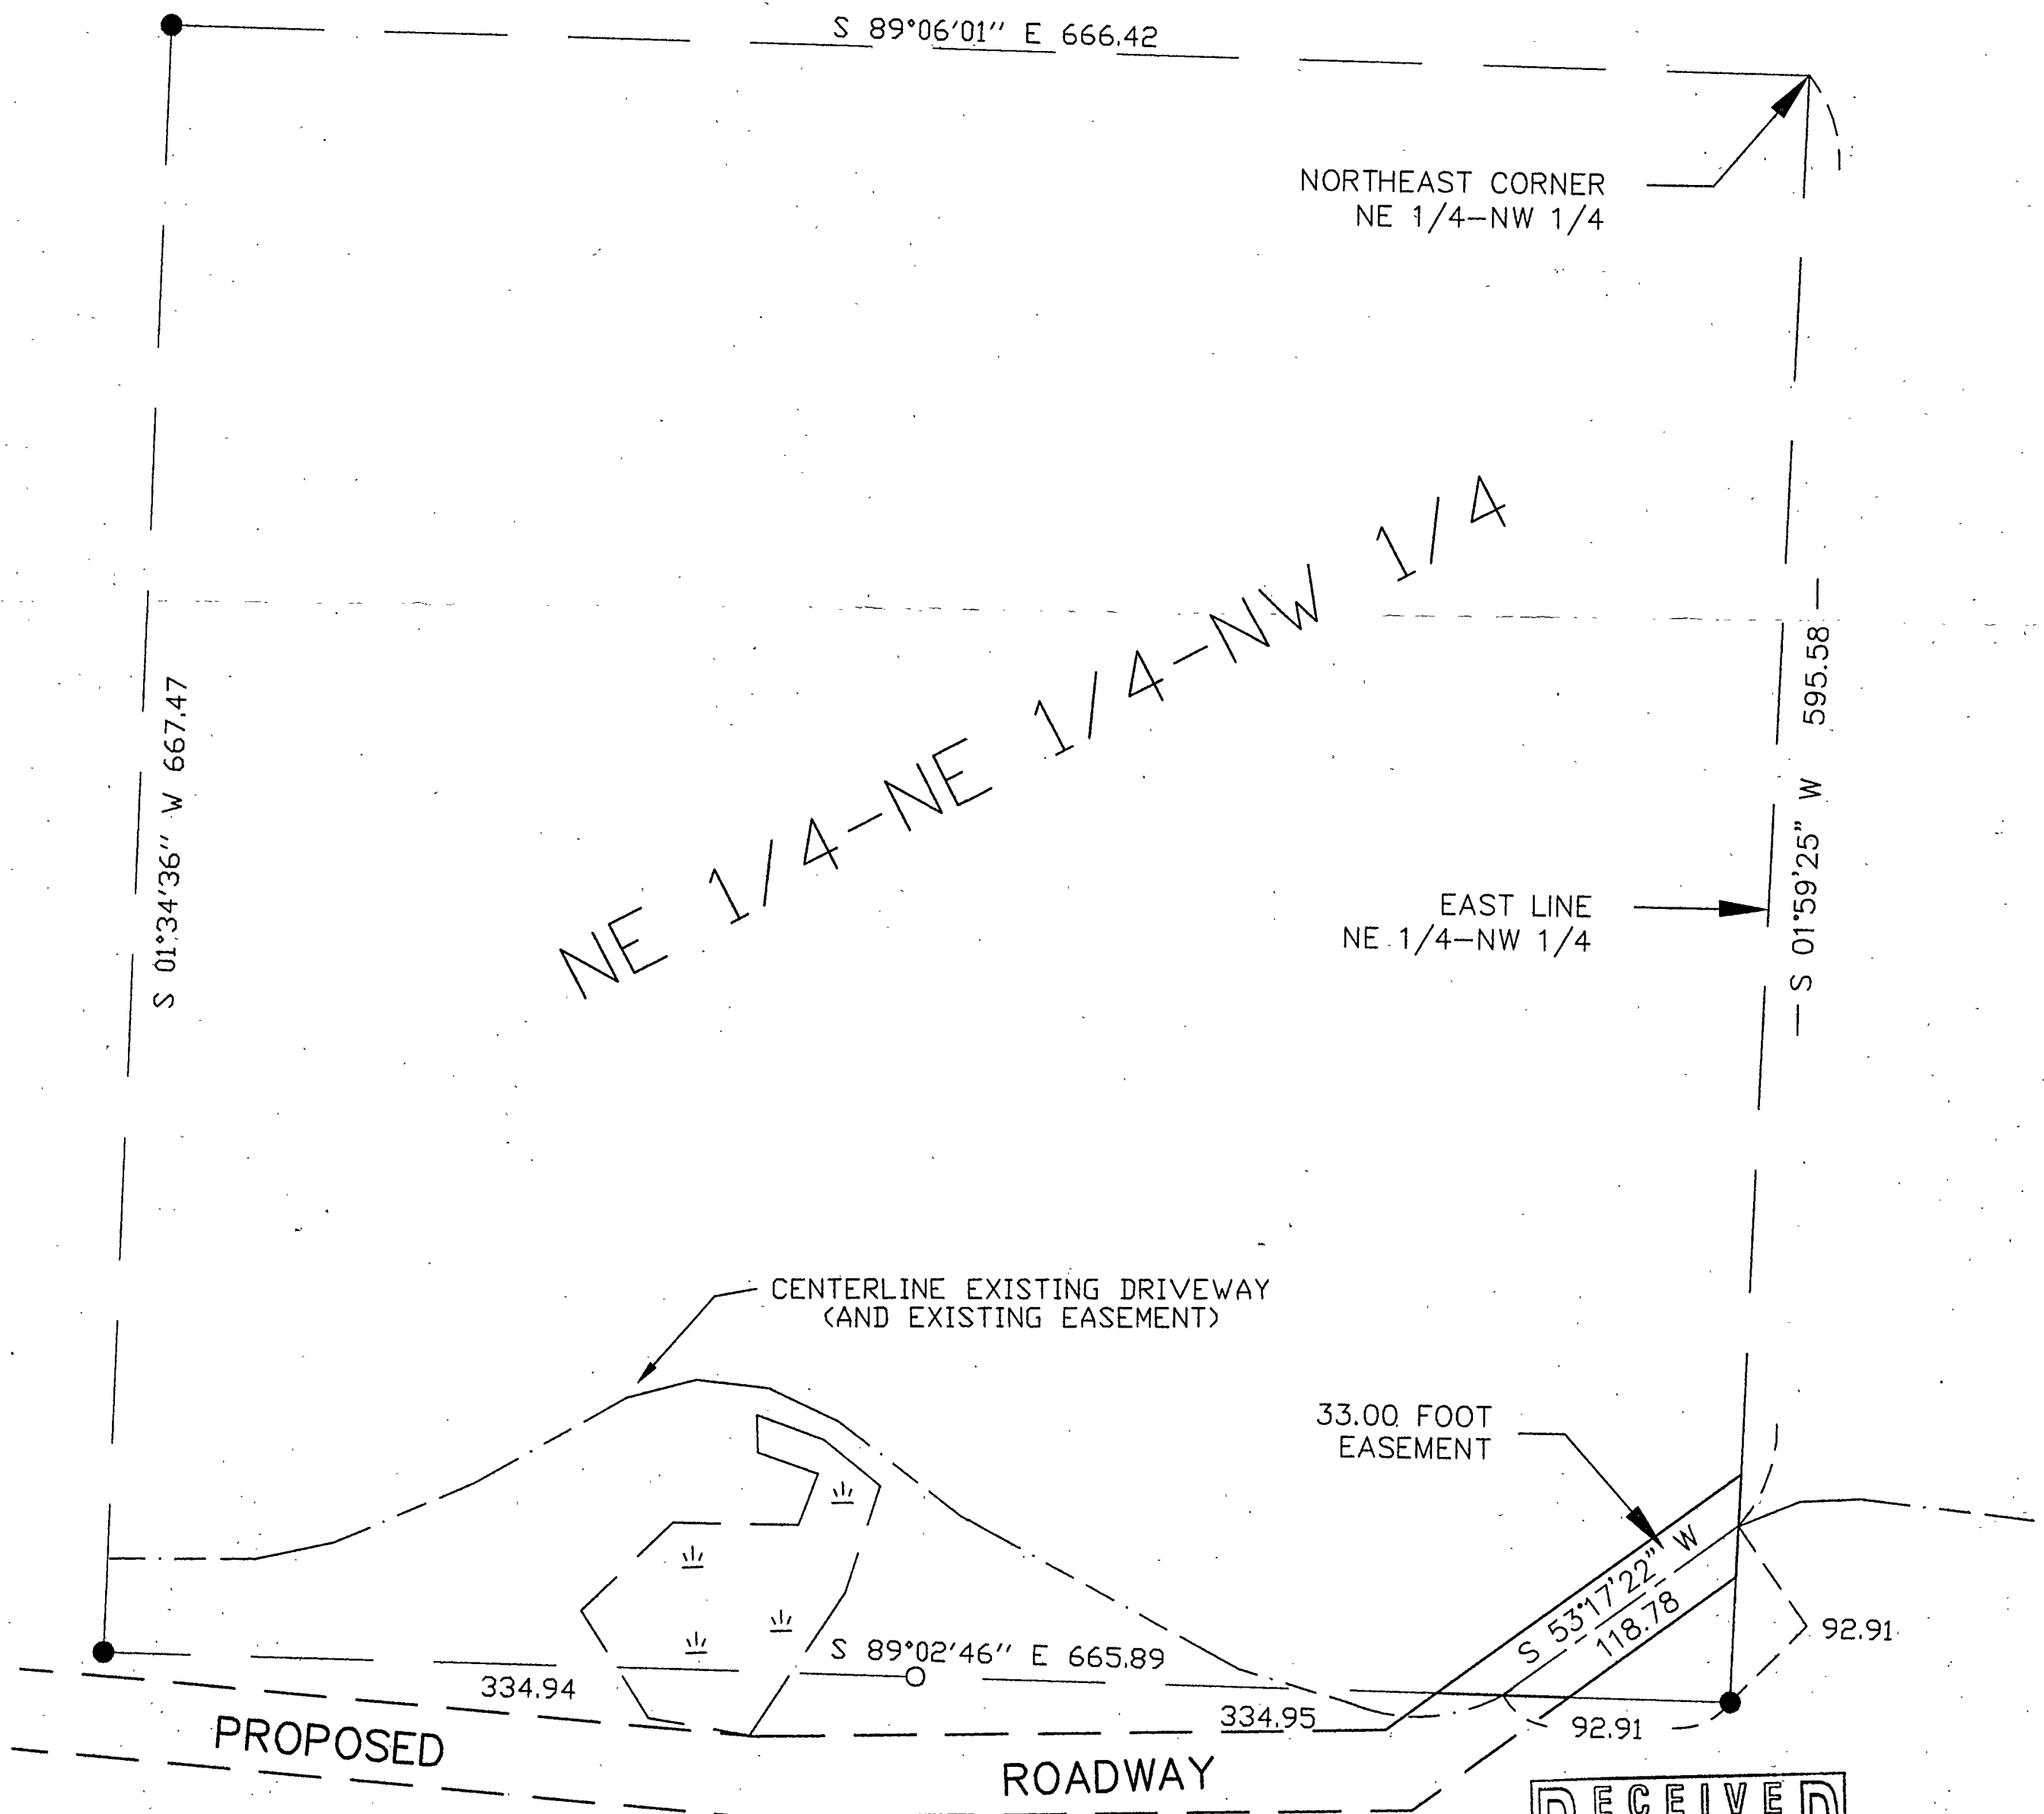 S 89°06'01" E 666.42
NORTHEAST CORNER
NE 1/4-NW 1/4
NE 1/4-NE 1/4-NW 1/4
S 01°34'36" W 667.47
S 01°59'25" W 595.58
EAST LINE
NE 1/4-NW 1/4
CENTERLINE EXISTING DRIVEWAY
(AND EXISTING EASEMENT)
33.00 FOOT
EASEMENT
S 53°17'22" W
118.78
92.91
S 89°02'46" E 665.89
334.94
334.95
92.91
PROPOSED
ROADWAY
RECEIVED